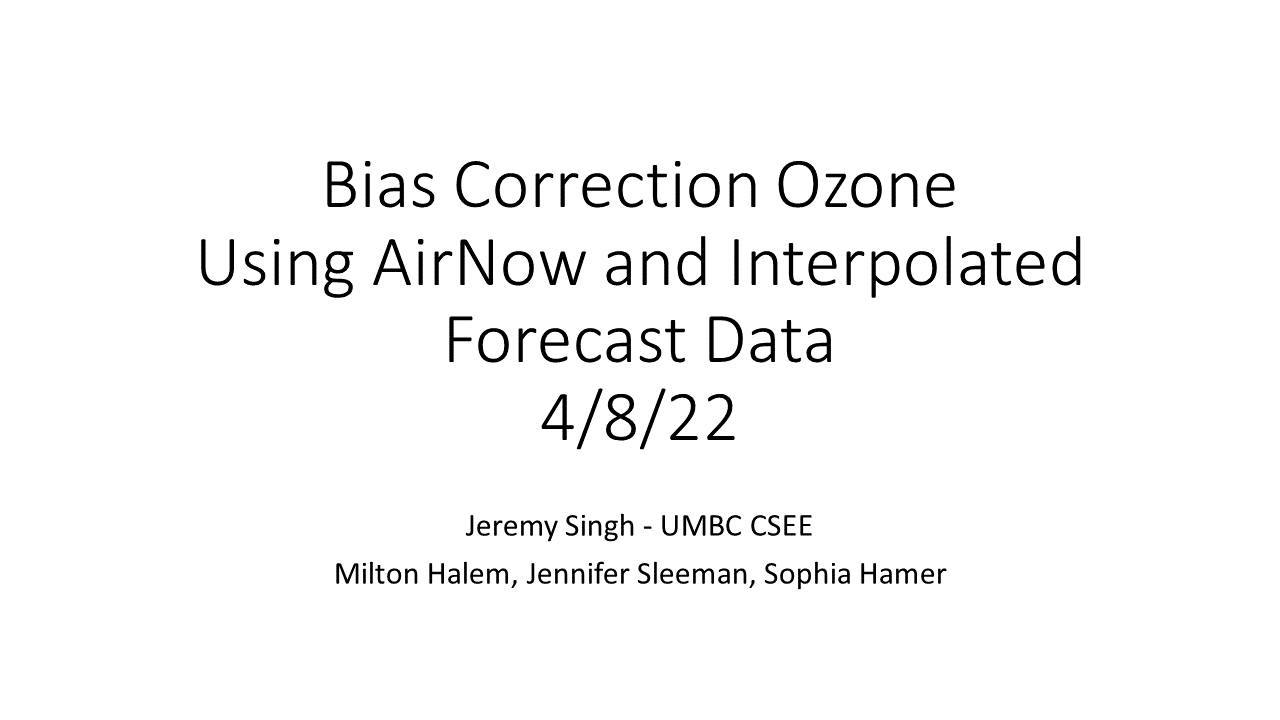 Bias Correction Ozone
Using AirNow and Interpolated
Forecast Data
4/8/22
Jeremy Singh - UMBC CSEE
Milton Halem, Jennifer Sleeman, Sophia Hamer